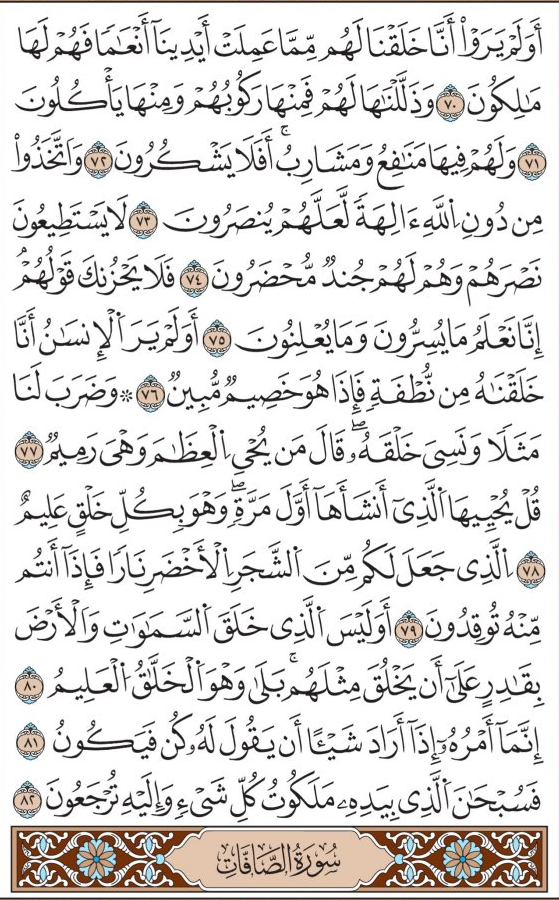 أَوَلَمْ يَرَوْا۟ أَنَّا خَلَقْنَا لَهُم مِّمَّا عَمِلَتْ أَيْدِينَآ أَنْعَٰمًا فَهُمْ لَهَا
مَٰلِكُونَ ٧٠ وَذَلَّلْنَٰهَا لَهُمْ فَمِنْهَا رَكُوبُهُمْ وَمِنْهَا يَأْكُلُونَ
٧١ وَلَهُمْ فِيهَا مَنَٰفِعُ وَمَشَارِبُ ۚ أَفَلَا يَشْكُرُونَ ٧٢ وَٱتَّخَذُوا۟
مِن دُونِ ٱللَّهِ ءَالِهَةً لَّعَلَّهُمْ يُنصَرُونَ ٧٣ لَا يَسْتَطِيعُونَ
نَصْرَهُمْ وَهُمْ لَهُمْ جُندٌ مُّحْضَرُونَ ٧٤ فَلَا يَحْزُنكَ قَوْلُهُمْ ۘ
إِنَّا نَعْلَمُ مَا يُسِرُّونَ وَمَا يُعْلِنُونَ ٧٥ أَوَلَمْ يَرَ ٱلْإِنسَٰنُ أَنَّا
خَلَقْنَٰهُ مِن نُّطْفَةٍ فَإِذَا هُوَ خَصِيمٌ مُّبِينٌ ٧٦ * وَضَرَبَ لَنَا
مَثَلًا وَنَسِىَ خَلْقَهُۥ ۖ قَالَ مَن يُحْىِ ٱلْعِظَٰمَ وَهْىَ رَمِيمٌ ٧٧
قُلْ يُحْيِيهَا ٱلَّذِىٓ أَنشَأَهَآ أَوَّلَ مَرَّةٍ ۖ وَهْوَ بِكُلِّ خَلْقٍ عَلِيمٌ
٧٨ ٱلَّذِى جَعَلَ لَكُم مِّنَ ٱلشَّجَرِ ٱلْأَخْضَرِ نَارًا فَإِذَآ أَنتُم
مِّنْهُ تُوقِدُونَ ٧٩ أَوَلَيْسَ ٱلَّذِى خَلَقَ ٱلسَّمَٰوَٰتِ وَٱلْأَرْضَ
بِقَٰدِرٍ عَلَىٰٓ أَن يَخْلُقَ مِثْلَهُم ۚ بَلَىٰ وَهْوَ ٱلْخَلَّٰقُ ٱلْعَلِيمُ ٨٠
إِنَّمَآ أَمْرُهُۥٓ إِذَآ أَرَادَ شَيْـًٔا أَن يَقُولَ لَهُۥ كُن فَيَكُونُ ٨١
فَسُبْحَٰنَ ٱلَّذِى بِيَدِهِۦ مَلَكُوتُ كُلِّ شَىْءٍ وَإِلَيْهِ تُرْجَعُونَ ٨٢
سُورَةُ الصَّافَّاتِ